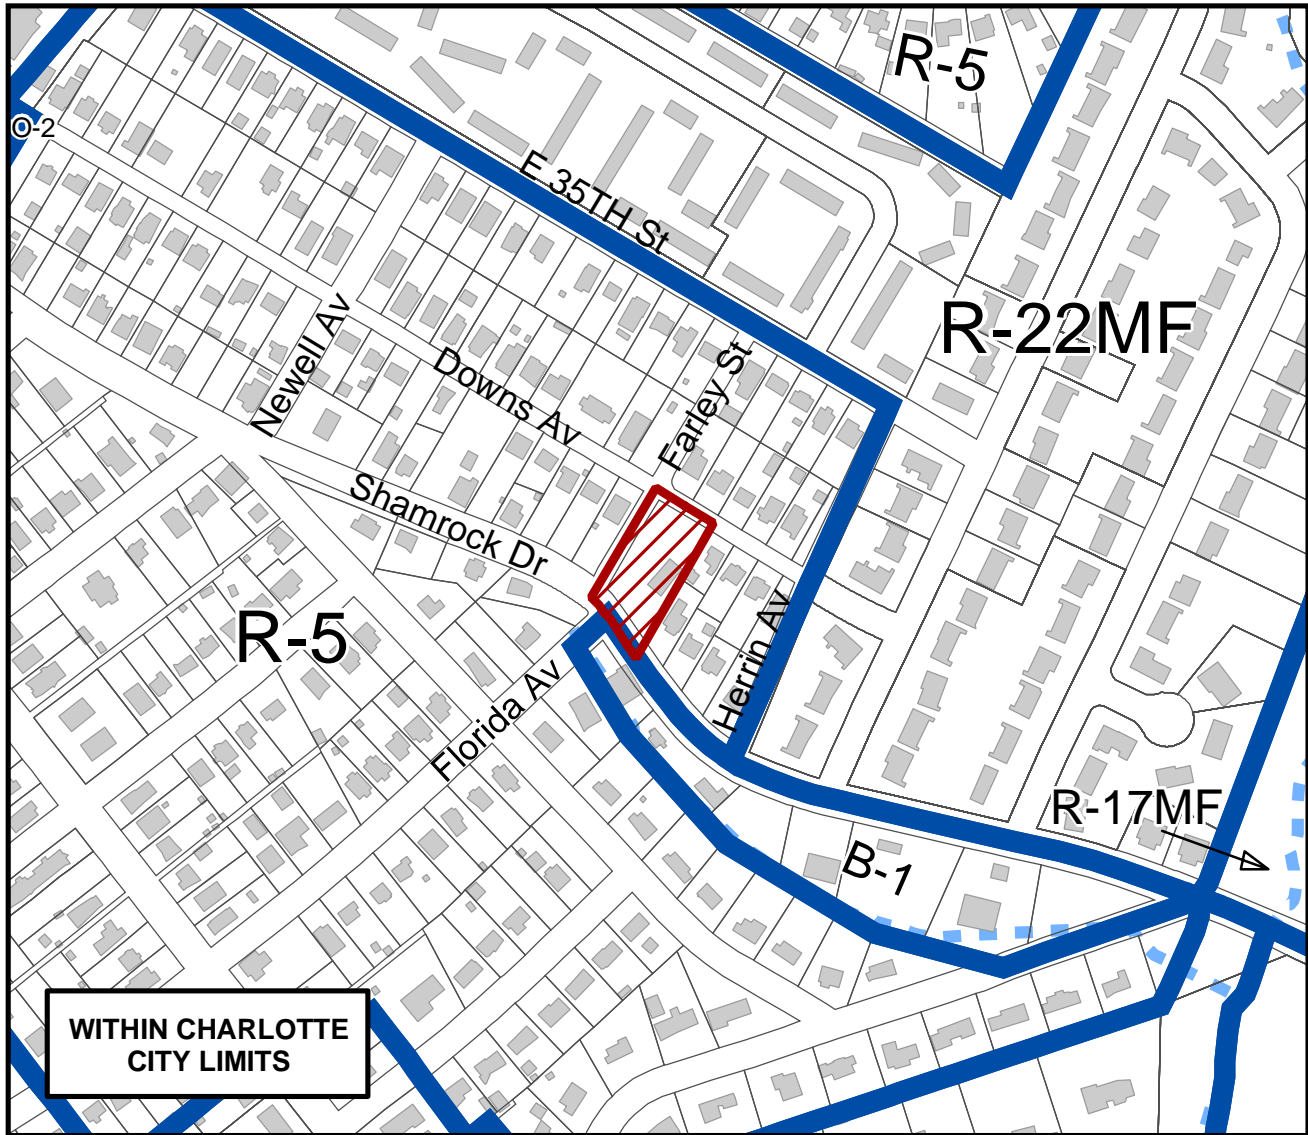 R-5
O-2
E 35TH St
R-22MF
Newell Av
Downs Av
Farley St
Shamrock Dr
R-5
Herrin Av
Florida Av
R-17MF
B-1
WITHIN CHARLOTTE
CITY LIMITS